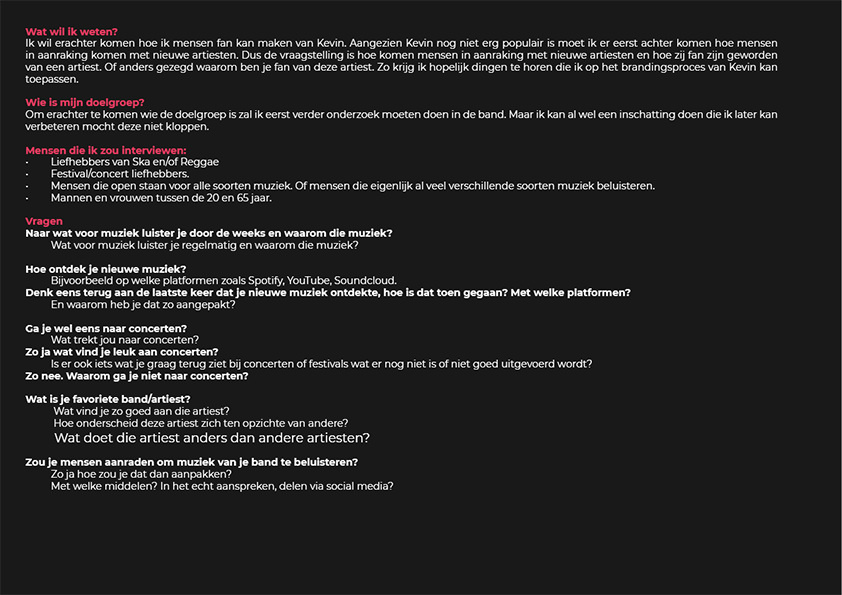 Wat wil ik weten?
Ik wil erachter komen hoe ik mensen fan kan maken van Kevin. Aangezien Kevin nog niet erg populair is moet ik er eerst achter komen hoe mensen
in aanraking komen met nieuwe artiesten. Dus de vraagstelling is hoe komen mensen in aanraking met nieuwe artiesten en hoe zij fan zijn geworden
van een artiest. Of anders gezegd waarom ben je fan van deze artiest. Zo krijg ik hopelijk dingen te horen die ik op het brandingsproces van Kevin kan
toepassen.
Wie is mijn doelgroep?
Om erachter te komen wie de doelgroep is zal ik eerst verder onderzoek moeten doen in de band. Maar ik kan al wel een inschatting doen die ik later kan
verbeteren mocht deze niet kloppen.
Mensen die ik zou interviewen:
• Liefhebbers van Ska en/of Reggae
• Festival/concert liefhebbers.
• Mensen die open staan voor alle soorten muziek. Of mensen die eigenlijk al veel verschillende soorten muziek beluisteren.
• Mannen en vrouwen tussen de 20 en 65 jaar.
Vragen
Naar wat voor muziek luister je door de weeks en waarom die muziek?
Wat voor muziek luister je regelmatig en waarom die muziek?
Hoe ontdek je nieuwe muziek?
Bijvoorbeeld op welke platformen zoals Spotify, YouTube, Soundcloud.
Denk eens terug aan de laatste keer dat je nieuwe muziek ontdekte, hoe is dat toen gegaan? Met welke platformen?
En waarom heb je dat zo aangepakt?
Ga je wel eens naar concerten?
Wat trekt jou naar concerten?
Zo ja wat vind je leuk aan concerten?
Is er ook iets wat je graag terug ziet bij concerten of festivals wat er nog niet is of niet goed uitgevoerd wordt?
Zo nee. Waarom ga je niet naar concerten?
Wat is je favoriete band/artiest?
Wat vind je zo goed aan die artiest?
Hoe onderscheid deze artiest zich ten opzichte van andere?
Wat doet die artiest anders dan andere artiesten?
Zou je mensen aanraden om muziek van je band te beluisteren?
Zo ja hoe zou je dat dan aanpakken?
Met welke middelen? In het echt aanspreken, delen via social media?